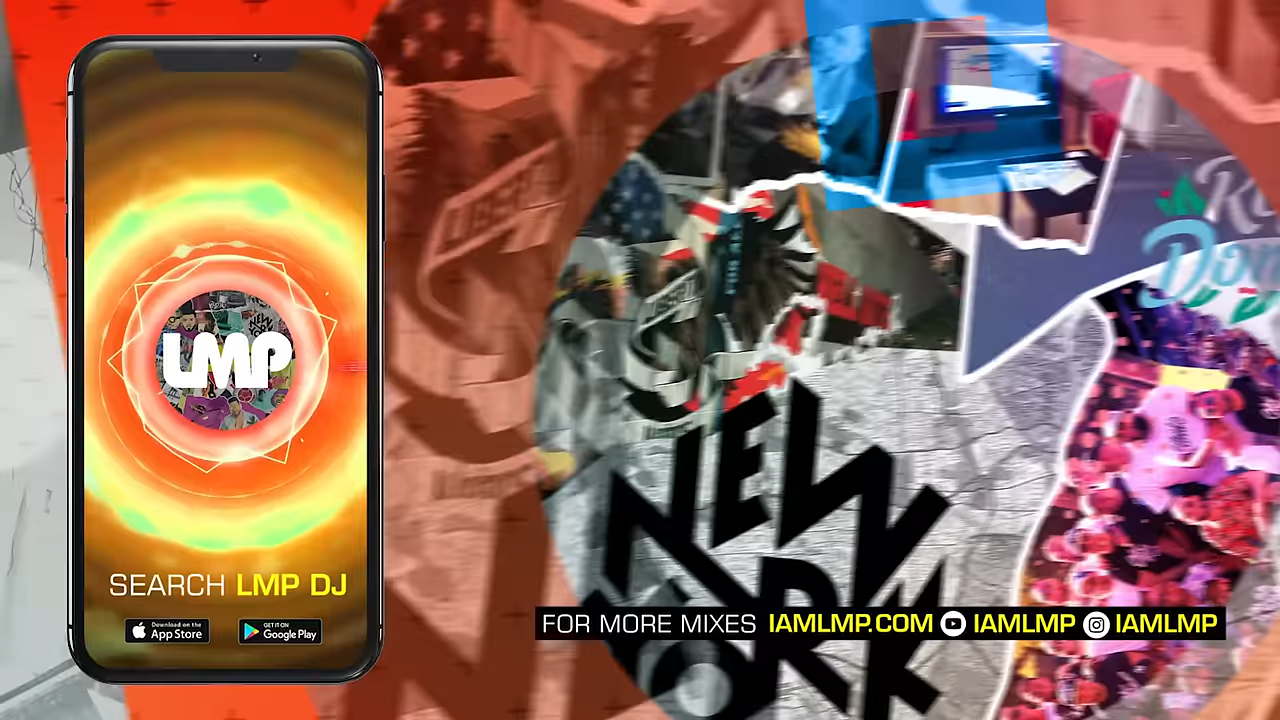 LMP
SEARCH LMP DJ
Download on the
App Store
GET IT ON
Google Play
NEW
YORK
FOR MORE MIXES IAMLMP.COM IAMLMP IAMLMP